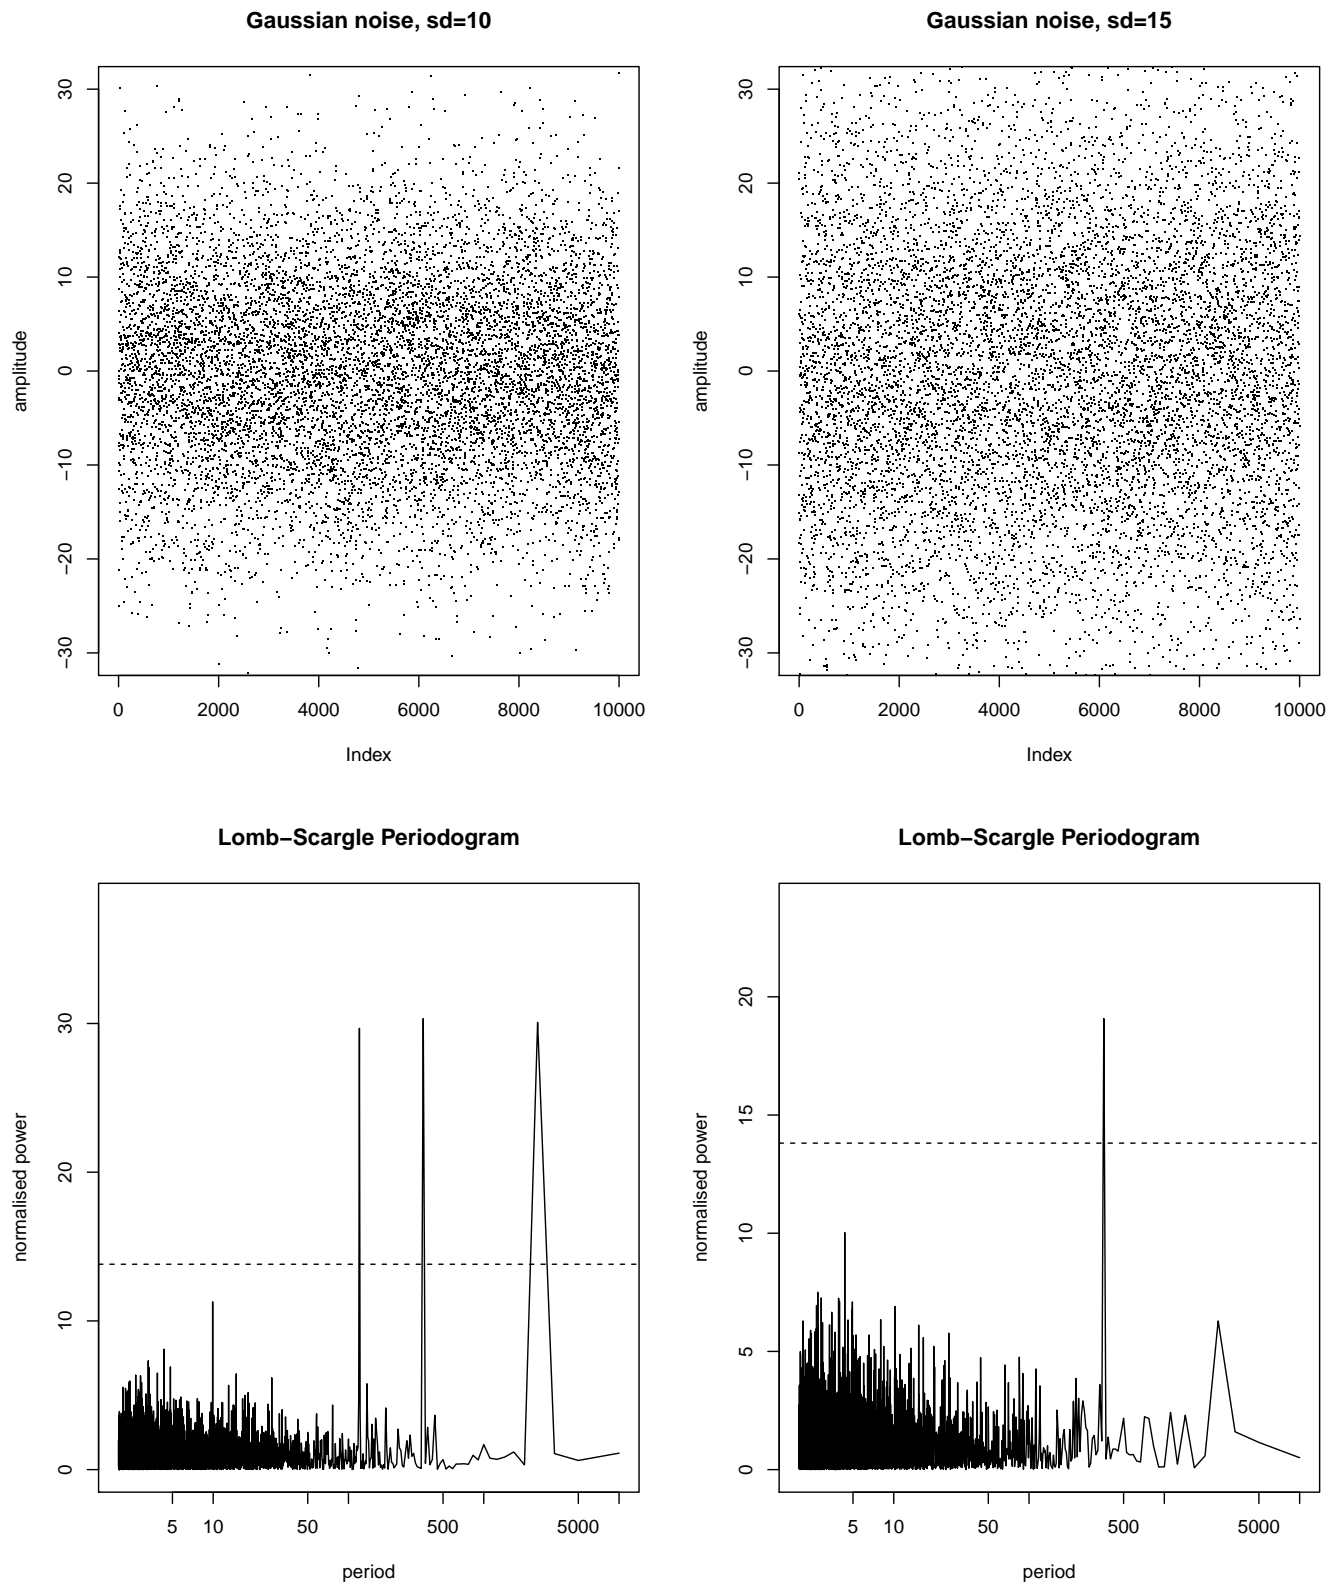 Gaussian noise, sd=10
amplitude
30
20
10
0
−10
−20
−30
0 2000 4000 6000 8000 10000
Index
Gaussian noise, sd=15
amplitude
30
20
10
0
−10
−20
−30
0 2000 4000 6000 8000 10000
Index
Lomb−Scargle Periodogram
normalised power
30
20
10
0
5 10 50 500 5000
period
Lomb−Scargle Periodogram
normalised power
20
15
10
5
0
5 10 50 500 5000
period